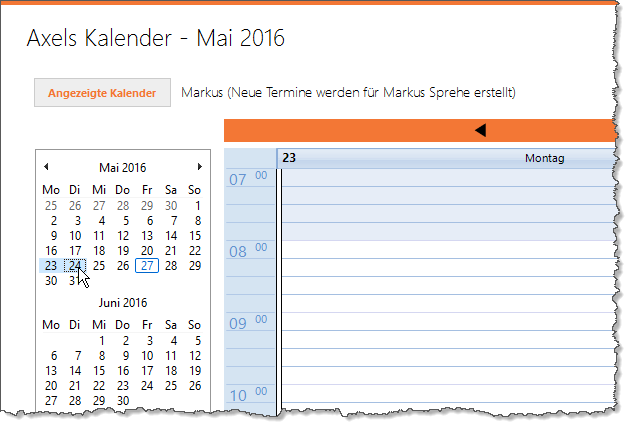 Axels Kalender - Mai 2016
Angezeigte Kalender Markus (Neue Termine werden für Markus Sprehe erstellt)
Mai 2016
Mo Di Mi Do Fr Sa So
25 26 27 28 29 30 1
2 3 4 5 6 7 8
9 10 11 12 13 14 15
16 17 18 19 20 21 22
23 24 25 26 27 28 29
30 31
Juni 2016
Mo Di Mi Do Fr Sa So
1 2 3 4 5
6 7 8 9 10 11 12
13 14 15 16 17 18 19
20 21 22 23 24 25 26
27 28 29 30
23 Montag
07 00
08 00
09 00
10 00